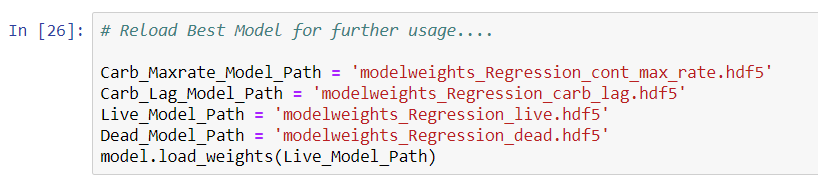 In [26]: # Reload Best Model for further usage....
Carb_Maxrate_Model_Path = 'modelweights_Regression_cont_max_rate.hdf5'
Carb_Lag_Model_Path = 'modelweights_Regression_carb_lag.hdf5'
Live_Model_Path = 'modelweights_Regression_live.hdf5'
Dead_Model_Path = 'modelweights_Regression_dead.hdf5'
model.load_weights(Live_Model_Path)